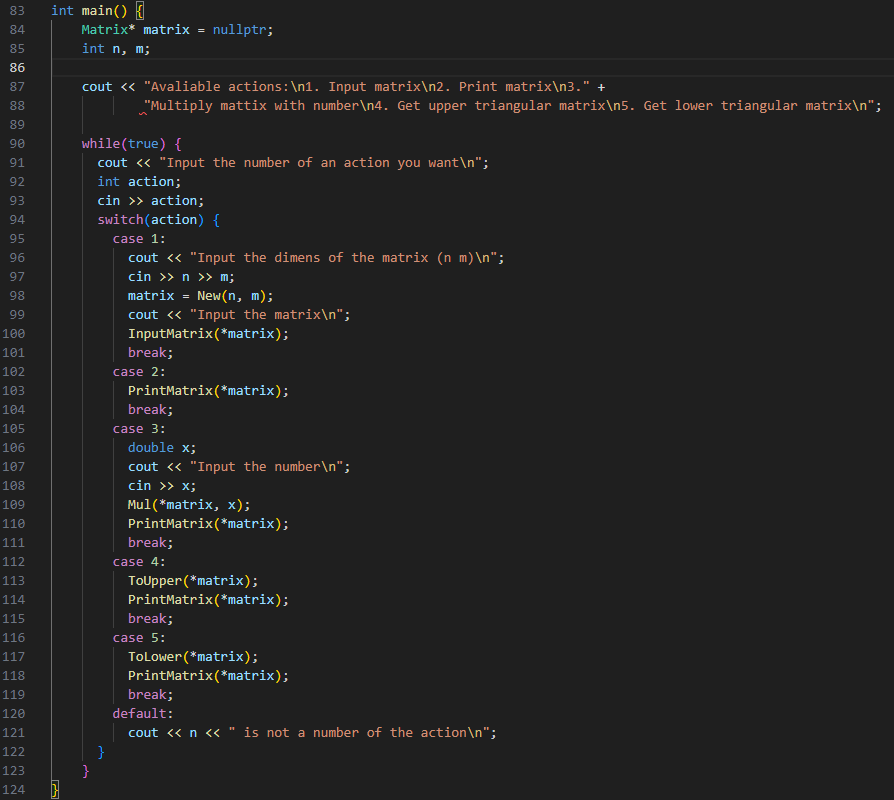 83 int main() {
84 Matrix* matrix = nullptr;
85 int n, m;
86
87 cout << "Avaliable actions:\n1. Input matrix\n2. Print matrix\n3." +
88 "Multiply mattix with number\n4. Get upper triangular matrix\n5. Get lower triangular matrix\n";
89
90 while(true) {
91 cout << "Input the number of an action you want\n";
92 int action;
93 cin >> action;
94 switch(action) {
95 case 1:
96 cout << "Input the dimens of the matrix (n m)\n";
97 cin >> n >> m;
98 matrix = New(n, m);
99 cout << "Input the matrix\n";
100 InputMatrix(*matrix);
101 break;
102 case 2:
103 PrintMatrix(*matrix);
104 break;
105 case 3:
106 double x;
107 cout << "Input the number\n";
108 cin >> x;
109 Mul(*matrix, x);
110 PrintMatrix(*matrix);
111 break;
112 case 4:
113 ToUpper(*matrix);
114 PrintMatrix(*matrix);
115 break;
116 case 5:
117 ToLower(*matrix);
118 PrintMatrix(*matrix);
119 break;
120 default:
121 cout << n << " is not a number of the action\n";
122 }
123 }
124 }